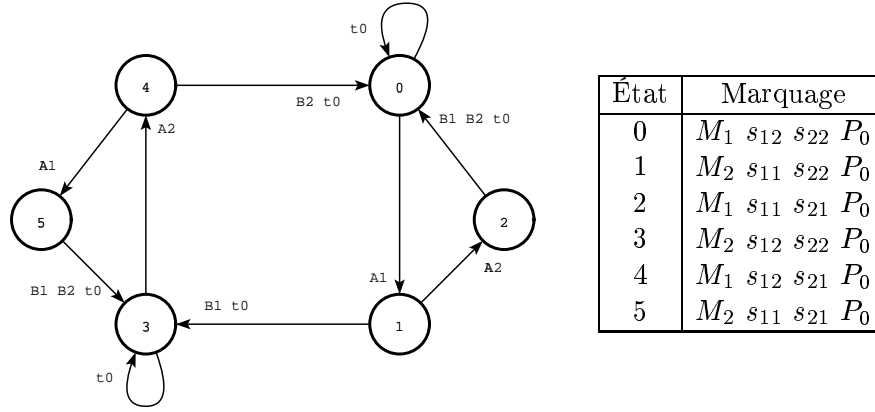 t0
4
0
B2 t0
A2
B1 B2 t0
A1
5
2
A1
A2
B1 B2 t0
B1 t0
3
1
t0
État Marquage
0 M₁ s₁₂ s₂₂ P₀
1 M₂ s₁₁ s₂₂ P₀
2 M₁ s₁₁ s₂₁ P₀
3 M₂ s₁₂ s₂₂ P₀
4 M₁ s₁₂ s₂₁ P₀
5 M₂ s₁₁ s₂₁ P₀